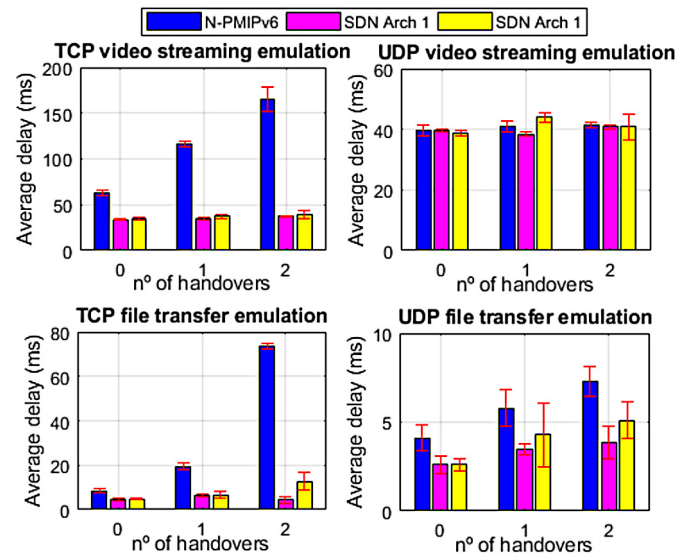 N-PMIPv6 SDN Arch 1 SDN Arch 1
TCP video streaming emulation
Average delay (ms)
200
150
100
50
0
0 1 2
nº of handovers
UDP video streaming emulation
Average delay (ms)
60
40
20
0
0 1 2
nº of handovers
TCP file transfer emulation
Average delay (ms)
80
60
40
20
0
0 1 2
nº of handovers
UDP file transfer emulation
Average delay (ms)
10
5
0
0 1 2
nº of handovers